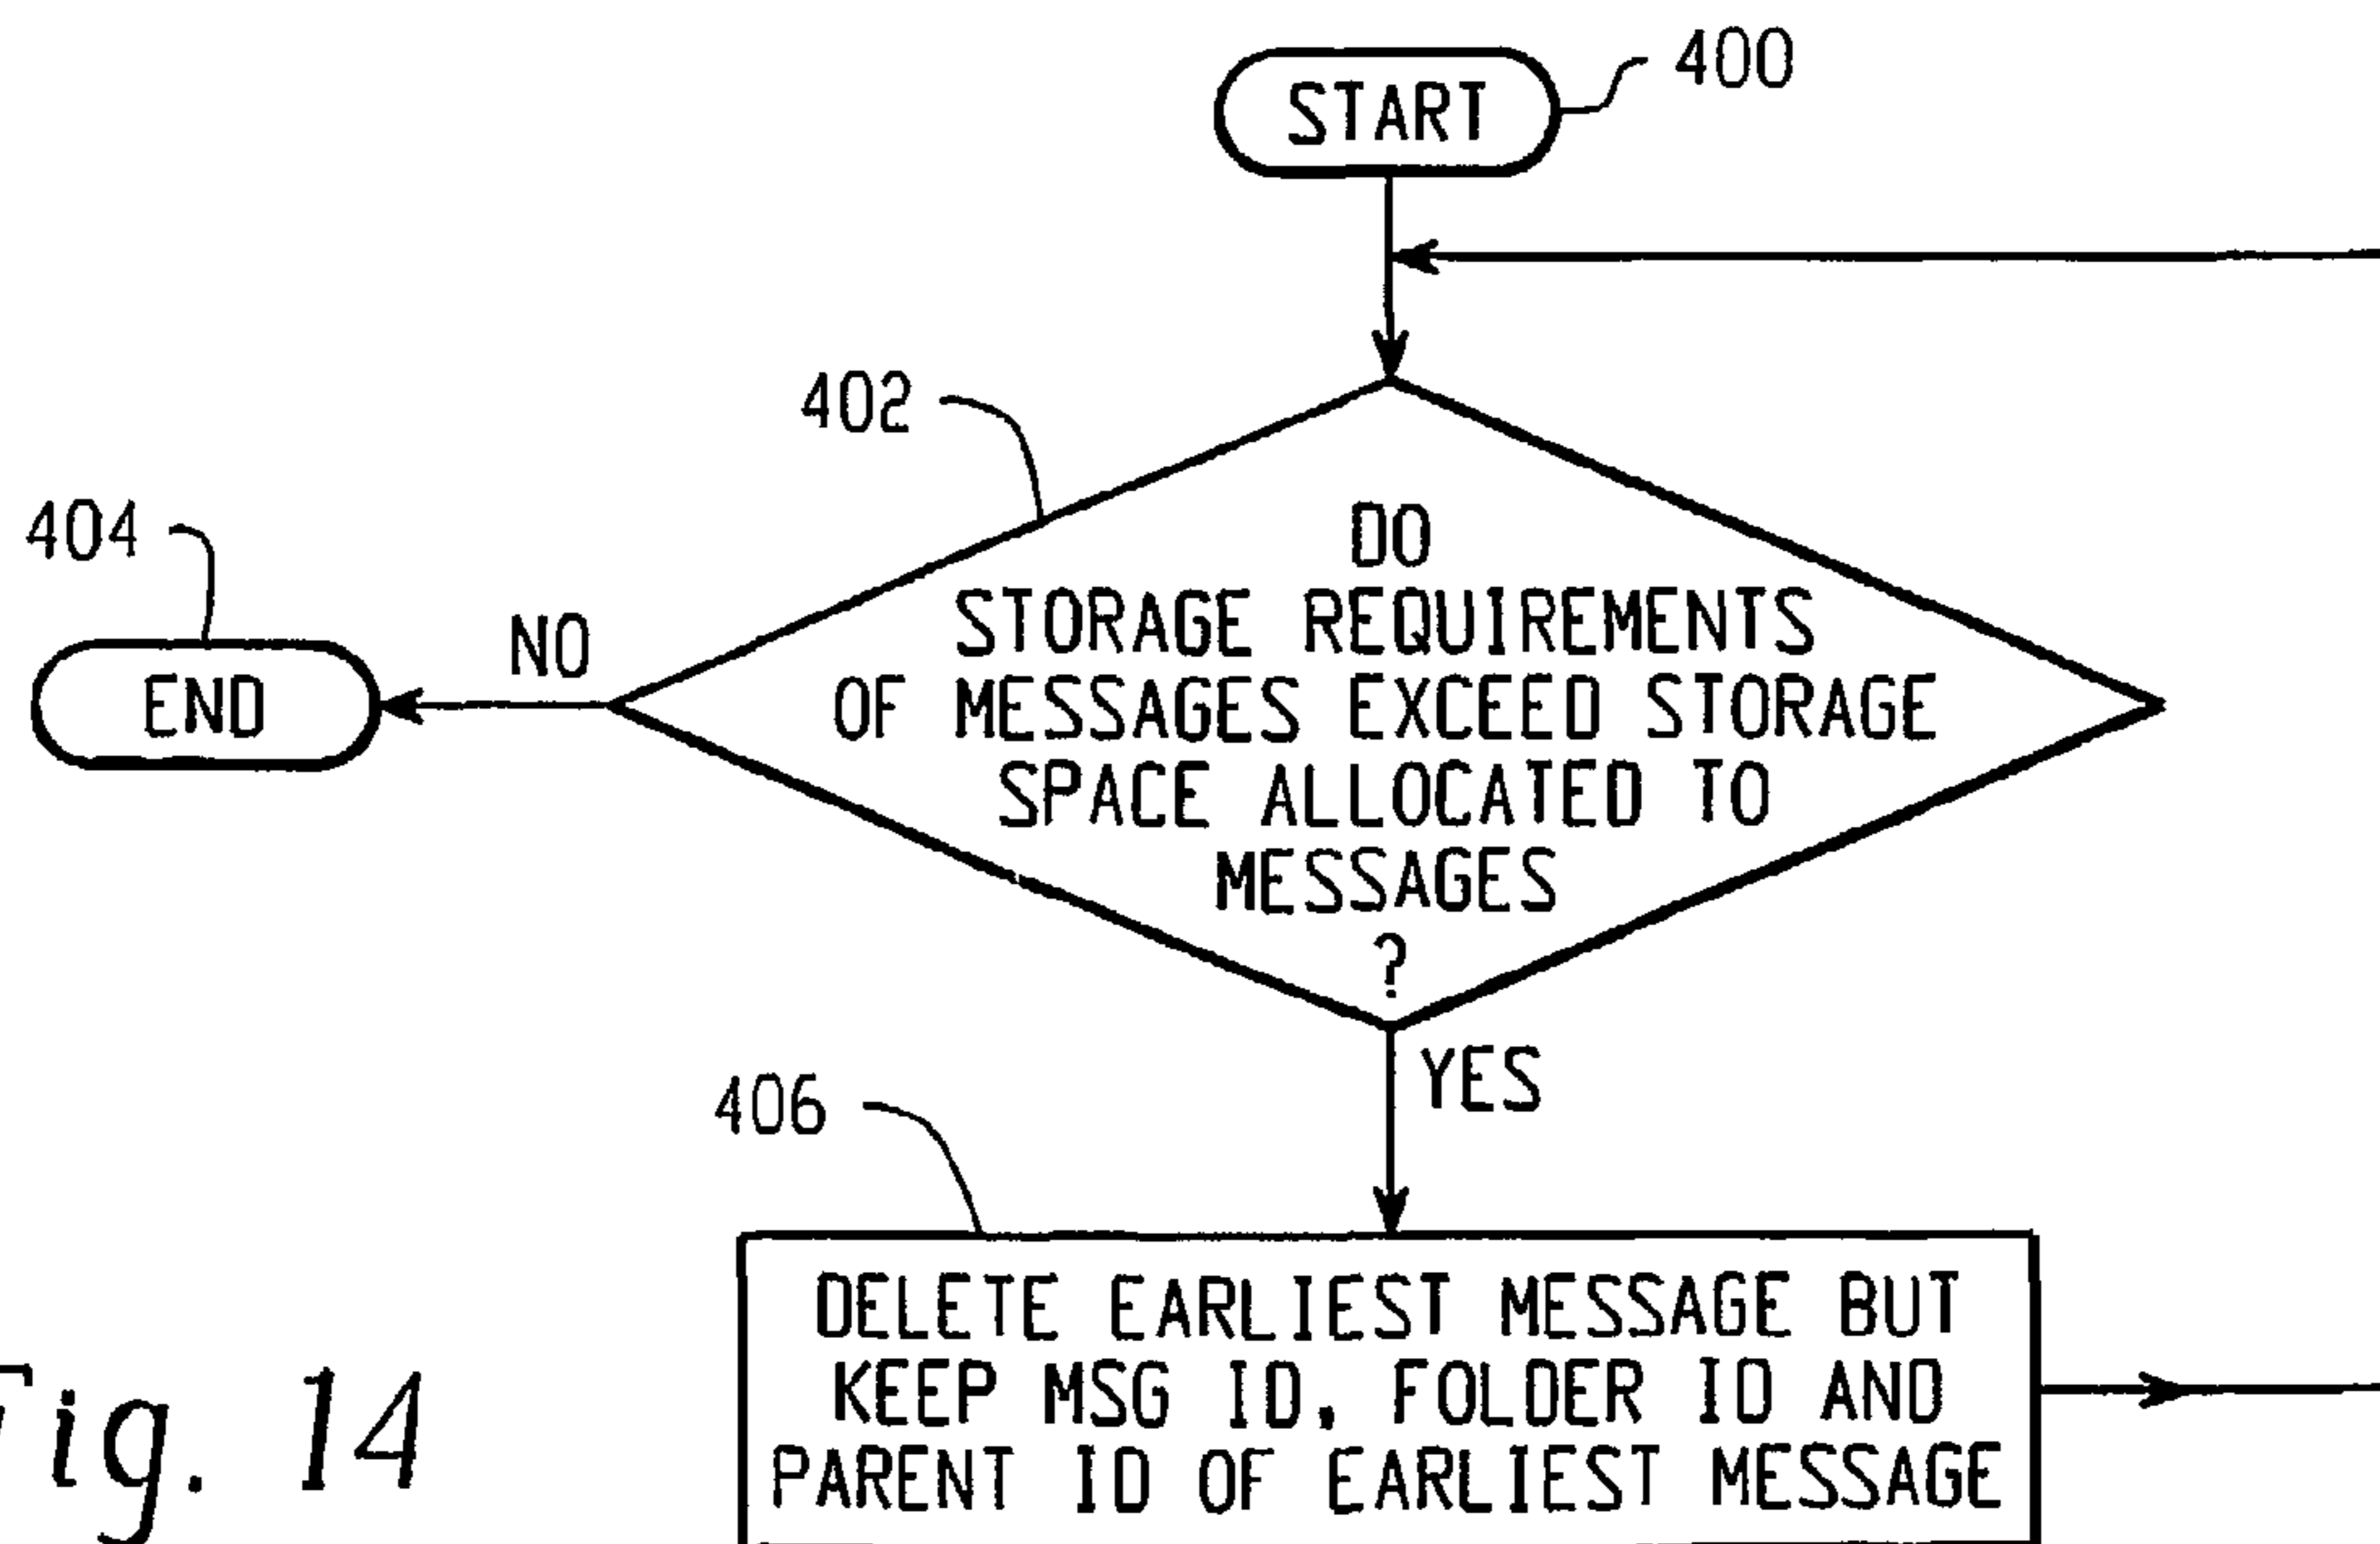 START
400
402
404
NO
END
DO
STORAGE REQUIREMENTS
OF MESSAGES EXCEED STORAGE
SPACE ALLOCATED TO
MESSAGES
?
YES
406
DELETE EARLIEST MESSAGE BUT
KEEP MSG ID, FOLDER ID AND
PARENT ID OF EARLIEST MESSAGE
Fig. 14